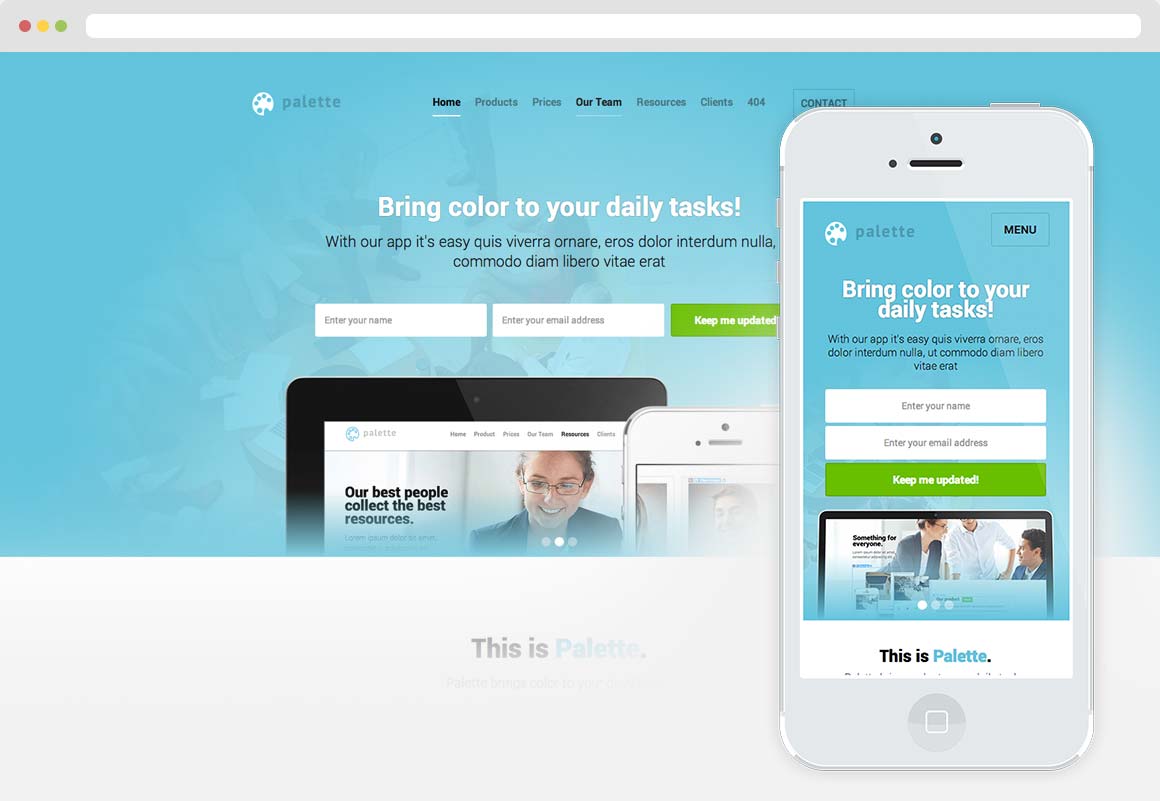 palette
Home Products Prices Our Team Resources Clients 404 CONTACT
Bring color to your daily tasks!
With our app it's easy quis viverra ornare, eros dolor interdum nulla,
commodo diam libero vitae erat
Enter your name
Enter your email address
Keep me updated!
palette
Home Product Prices Our Team Resources Clients
Our best people
collect the best
resources.
Lorem ipsum dolor sit amet,
This is Palette.
Palette brings color to your daily
palette
MENU
Bring color to your
daily tasks!
With our app it's easy quis viverra ornare, eros
dolor interdum nulla, ut commodo diam libero
vitae erat
Enter your name
Enter your email address
Keep me updated!
Something for
everyone.
Lorem ipsum dolor sit amet,
Our product
This is Palette.